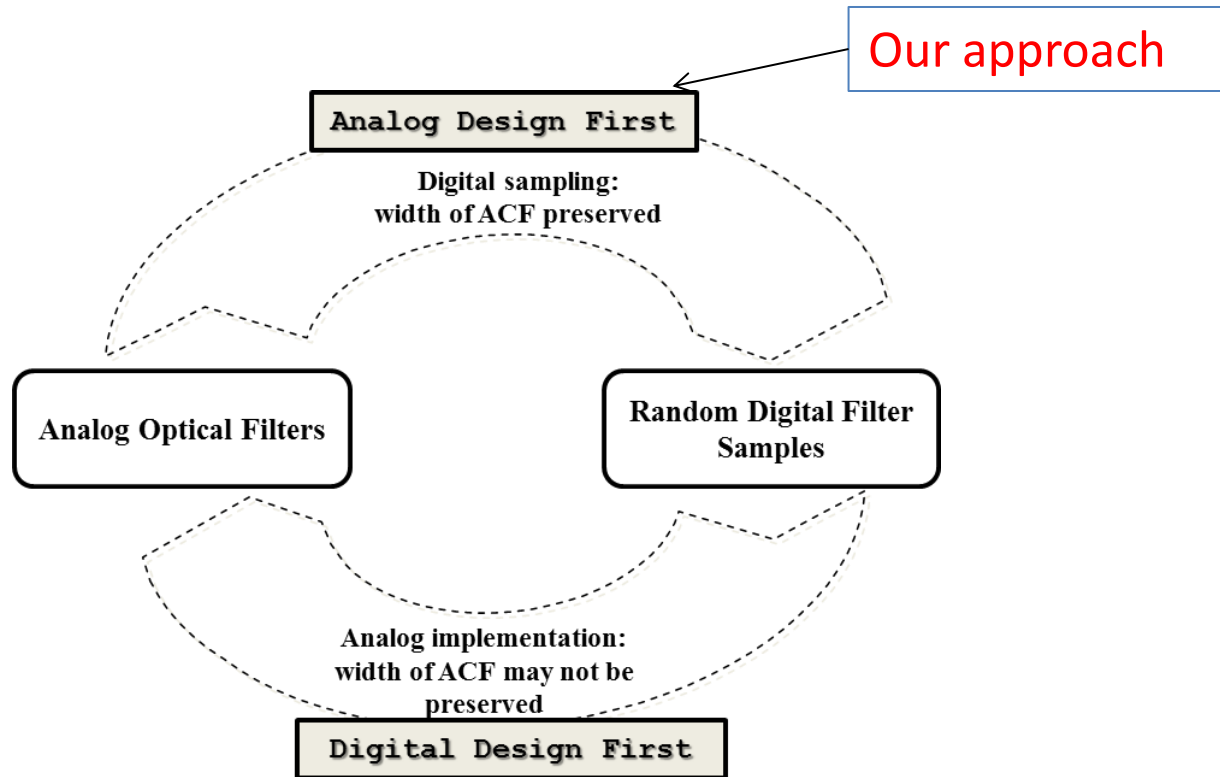 Our approach
Analog Design First
Digital sampling:
width of ACF preserved
Analog Optical Filters
Random Digital Filter
Samples
Analog implementation:
width of ACF may not be
preserved
Digital Design First